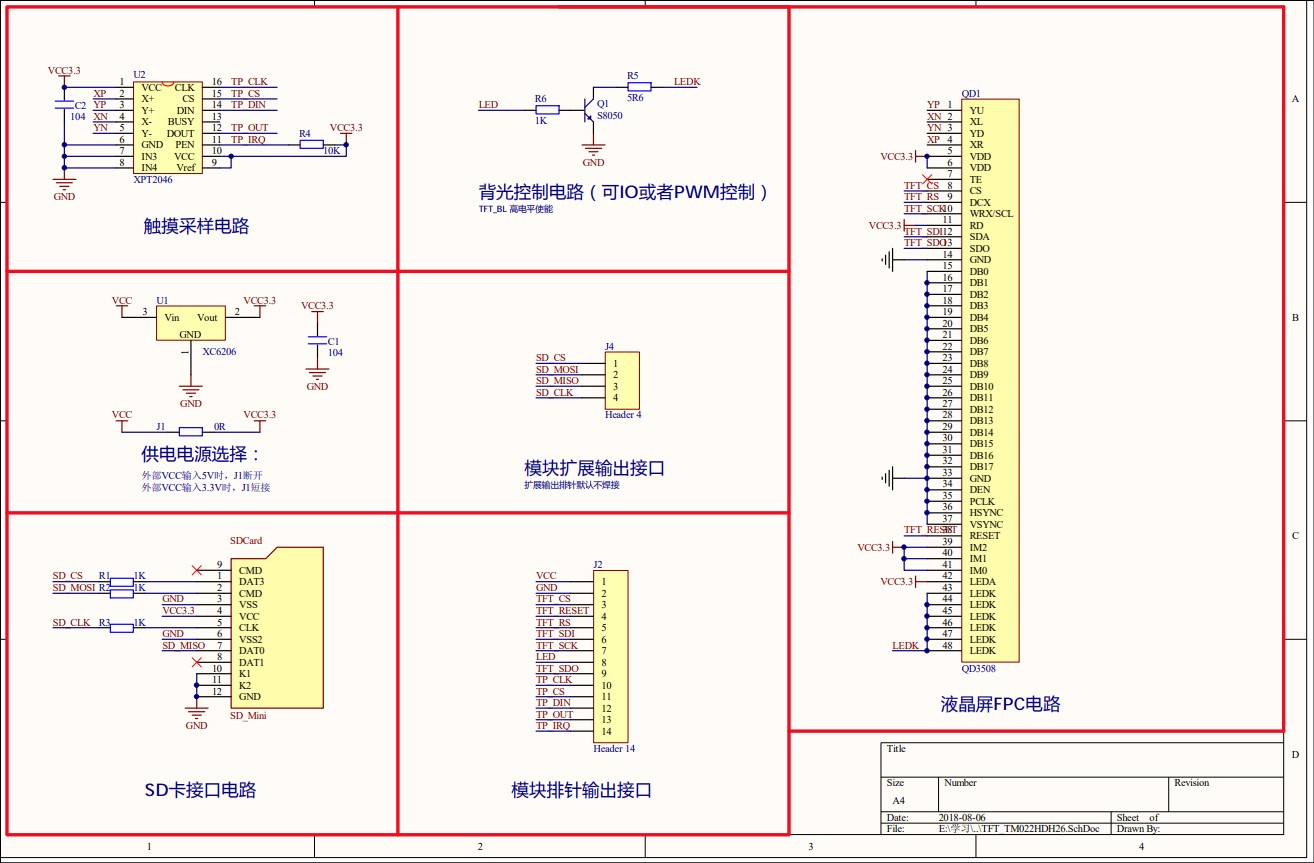 VCC3.3
U2
C2
104
1 VCC CLK 16 TP_CLK
XP 2 X+ CS 15 TP_CS
YP 3 Y+ DIN 14 TP_DIN
XN 4 X- BUSY 13
YN 5 Y- DOUT 12 TP_OUT
6 GND PEN 11 TP_IRQ
7 IN3 VCC 10
8 IN4 Vref 9
XPT2046
R4
10K
VCC3.3
GND
触摸采样电路
LED
R6
1K
Q1
S8050
R5
5R6
LEDK
GND
背光控制电路（可IO或者PWM控制）
TFT_BL 高电平使能
VCC
U1
VCC3.3
3 Vin Vout 2
GND
1
XC6206
GND
VCC3.3
C1
104
GND
VCC
J1
0R
VCC3.3
供电电源选择：
外部VCC输入5V时，J1断开
外部VCC输入3.3V时，J1短接
J4
SD_CS 1
SD_MOSI 2
SD_MISO 3
SD_CLK 4
Header 4
模块扩展输出接口
扩展输出排针默认不焊接
SDCard
9 CMD
SD_CS R1 1K 1 DAT3
SD_MOSI R2 1K 2 CMD
GND 3 VSS
VCC3.3 4 VCC
SD_CLK R3 1K 5 CLK
GND 6 VSS2
SD_MISO 7 DAT0
8 DAT1
10 K1
11 K2
12 GND
GND
SD_Mini
SD卡接口电路
J2
VCC 1
GND 2
TFT_CS 3
TFT_RESET 4
TFT_RS 5
TFT_SDI 6
TFT_SCK 7
LED 8
TFT_SDO 9
TP_CLK 10
TP_CS 11
TP_DIN 12
TP_OUT 13
TP_IRQ 14
Header 14
模块排针输出接口
QD1
YP 1 YU
XN 2 XL
YN 3 YD
XP 4 XR
VCC3.3 5 VDD
6 VDD
7 TE
TFT_CS 8 CS
TFT_RS 9 DCX
TFT_SCK 10 WRX/SCL
VCC3.3 11 RD
TFT_SDI 12 SDA
TFT_SDO 13 SDO
14 GND
15 DB0
16 DB1
17 DB2
18 DB3
19 DB4
20 DB5
21 DB6
22 DB7
23 DB8
24 DB9
25 DB10
26 DB11
27 DB12
28 DB13
29 DB14
30 DB15
31 DB16
32 DB17
33 GND
34 DEN
35 PCLK
36 HSYNC
37 VSYNC
TFT_RESET 38 RESET
VCC3.3 39 IM2
40 IM1
41 IM0
VCC3.3 42 LEDA
43 LEDK
44 LEDK
45 LEDK
46 LEDK
47 LEDK
LEDK 48 LEDK
QD3508
液晶屏FPC电路
A
B
C
D
Title
Size
A4
Number
Revision
Date: 2018-08-06 Sheet of
File: E:\学习\..\TFT_TM022HDH26.SchDoc Drawn By:
1 2 3 4